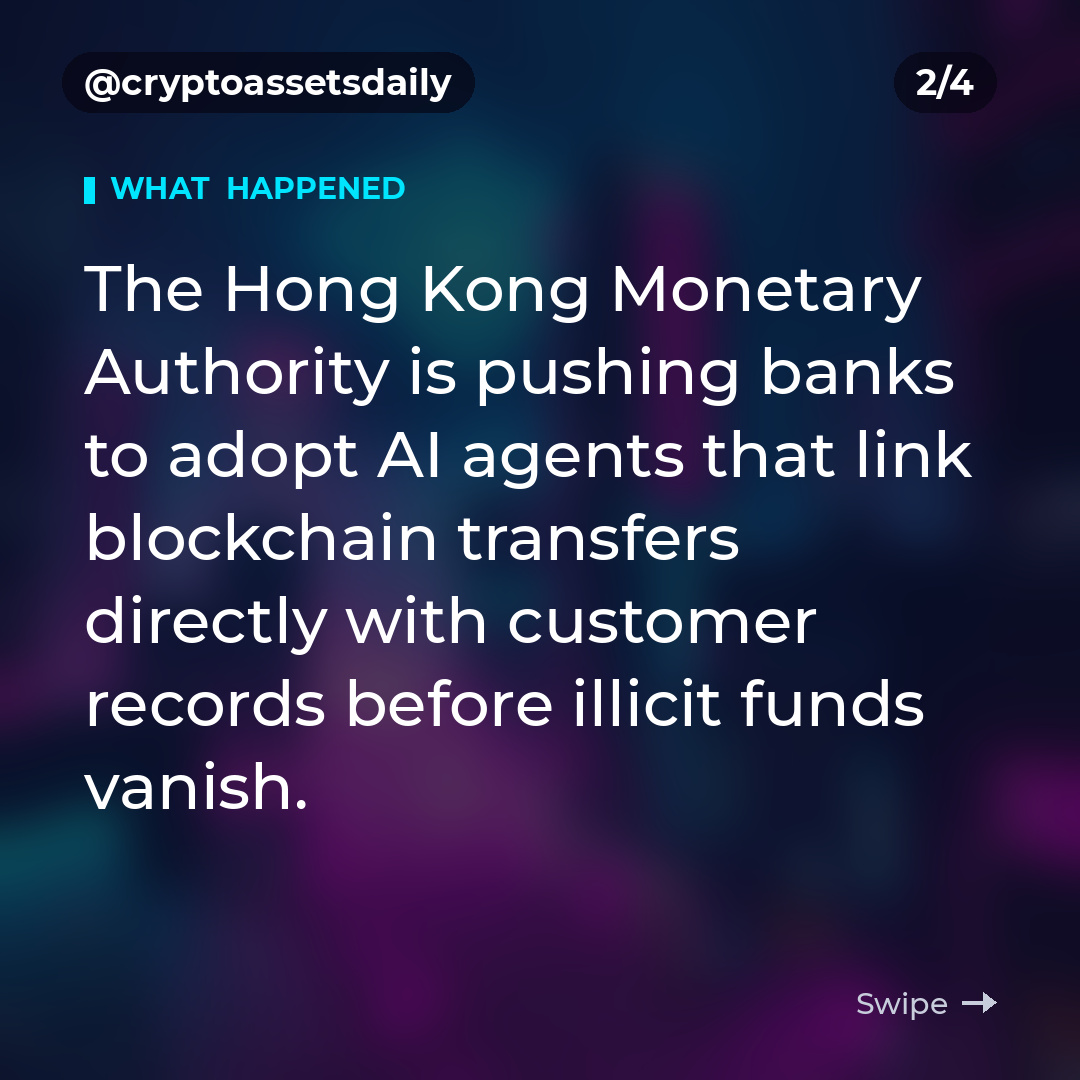 @cryptoassetsdaily
2/4
WHAT HAPPENED
The Hong Kong Monetary
Authority is pushing banks
to adopt AI agents that link
blockchain transfers
directly with customer
records before illicit funds
vanish.
Swipe